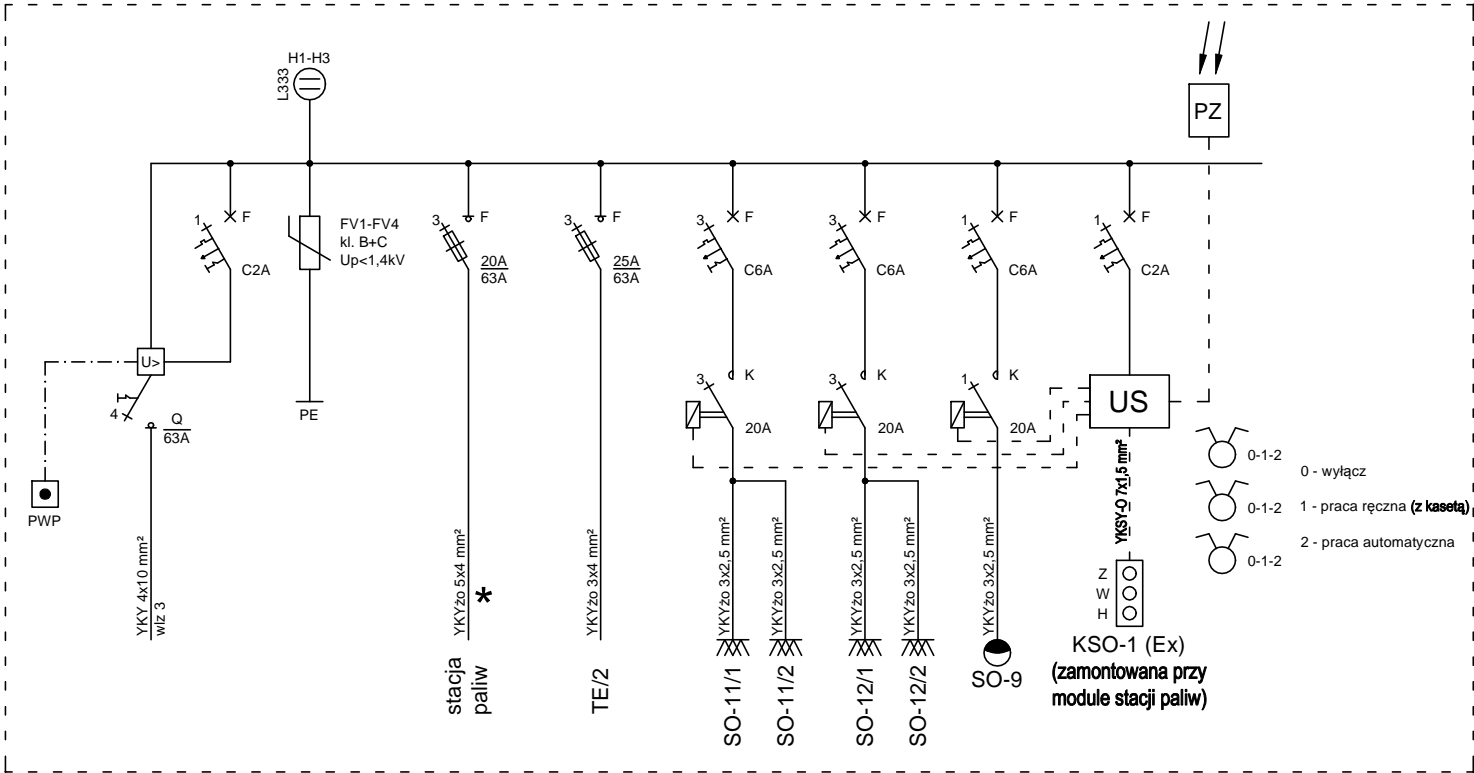 H1-H3
L333
PZ
1
F
C2A
FV1-FV4
kl. B+C
Up<1,4kV
PE
3
F
20A
63A
3
F
25A
63A
3
F
C6A
3
F
C6A
1
F
C6A
1
F
C2A
U>
4
Q
63A
PWP
YKY 4x10 mm²
wlz 3
YKYżo 5x4 mm²
*
stacja
paliw
YKYżo 3x4 mm²
TE/2
3
K
20A
YKYżo 3x2,5 mm²
SO-11/1
YKYżo 3x2,5 mm²
SO-11/2
3
K
20A
YKYżo 3x2,5 mm²
SO-12/1
YKYżo 3x2,5 mm²
SO-12/2
1
K
20A
YKYżo 3x2,5 mm²
SO-9
US
YKSY-O 7x1,5 mm²
Z
W
H
KSO-1 (Ex)
(zamontowana przy
module stacji paliw)
0-1-2
0-1-2
0-1-2
0 - wyłącz
1 - praca ręczna (z kasetą)
2 - praca automatyczna